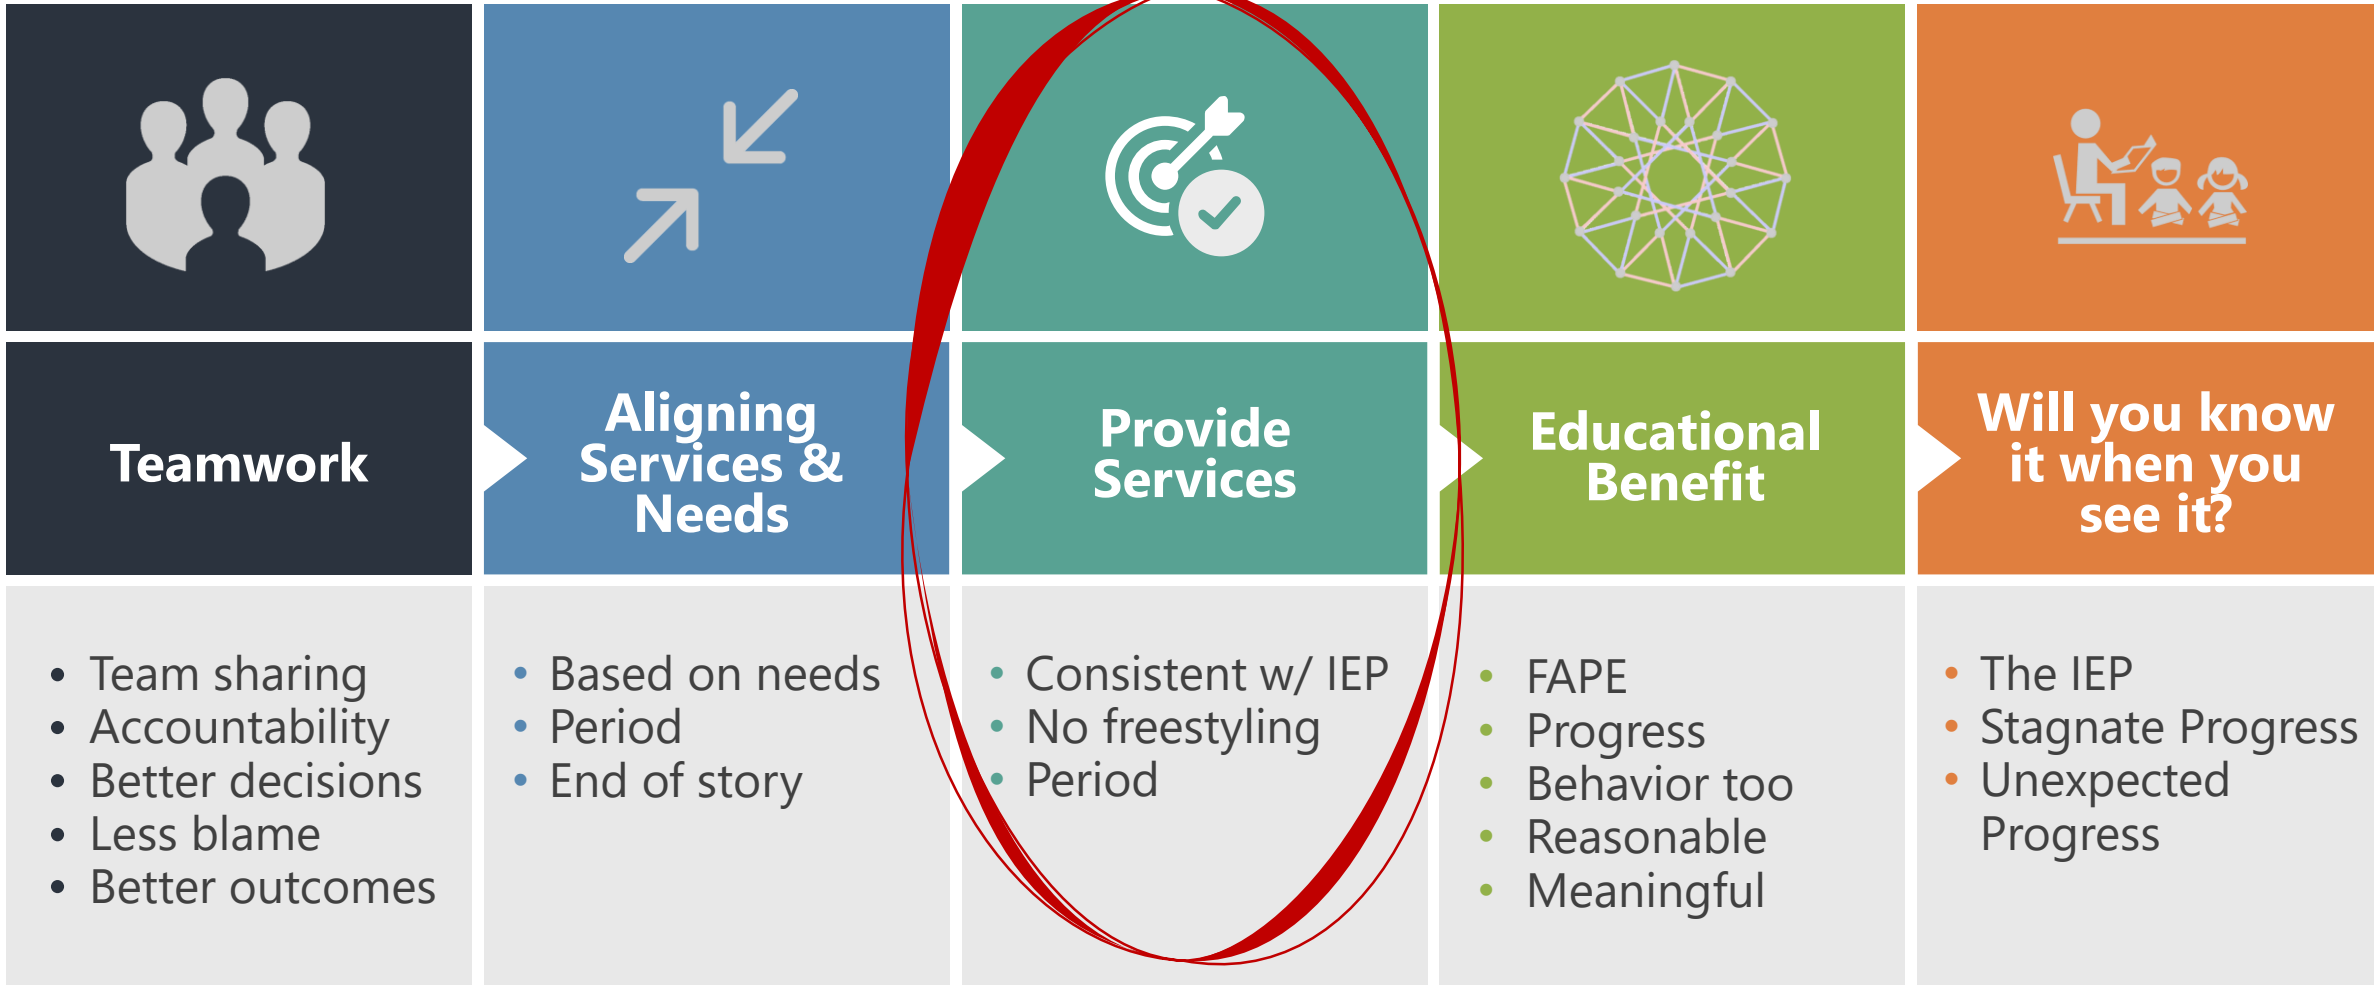 Teamwork
Aligning
Services &
Needs
Provide
Services
Educational
Benefit
Will you know
it when you
see it?
• Team sharing
• Accountability
• Better decisions
• Less blame
• Better outcomes
• Based on needs
• Period
• End of story
• Consistent w/ IEP
• No freestyling
• Period
• FAPE
• Progress
• Behavior too
• Reasonable
• Meaningful
• The IEP
• Stagnate Progress
• Unexpected
Progress